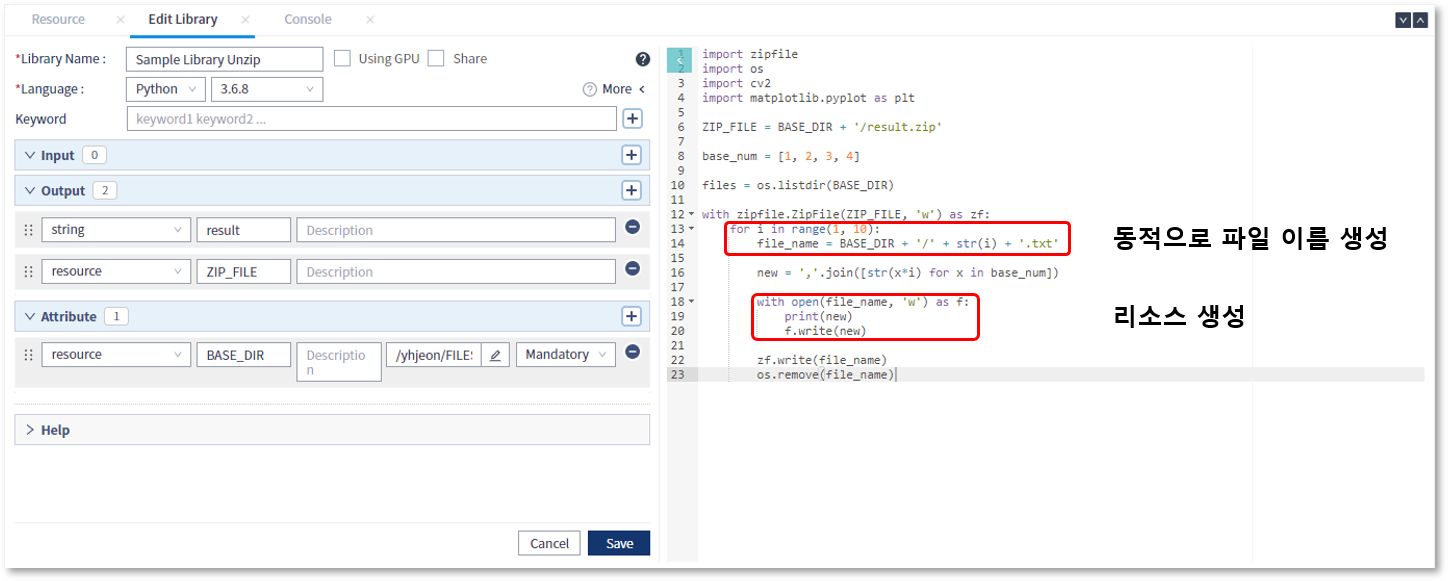 Resource
Edit Library
Console
*Library Name :
Sample Library Unzip
Using GPU
Share
*Language :
Python
3.6.8
More
Keyword
keyword1 keyword2 ...
Input 0
Output 2
string
result
Description
resource
ZIP_FILE
Description
Attribute 1
resource
BASE_DIR
Descriptio
n
/yhjeon/FILES
Mandatory
Help
Cancel
Save
1 import zipfile
2 import os
3 import cv2
4 import matplotlib.pyplot as plt
5
6 ZIP_FILE = BASE_DIR + '/result.zip'
7
8 base_num = [1, 2, 3, 4]
9
10 files = os.listdir(BASE_DIR)
11
12 with zipfile.ZipFile(ZIP_FILE, 'w') as zf:
13 for i in range(1, 10):
14 file_name = BASE_DIR + '/' + str(i) + '.txt'
15
16 new = ','.join([str(x*i) for x in base_num])
17
18 with open(file_name, 'w') as f:
19 print(new)
20 f.write(new)
21
22 zf.write(file_name)
23 os.remove(file_name)
동적으로 파일 이름 생성
리소스 생성